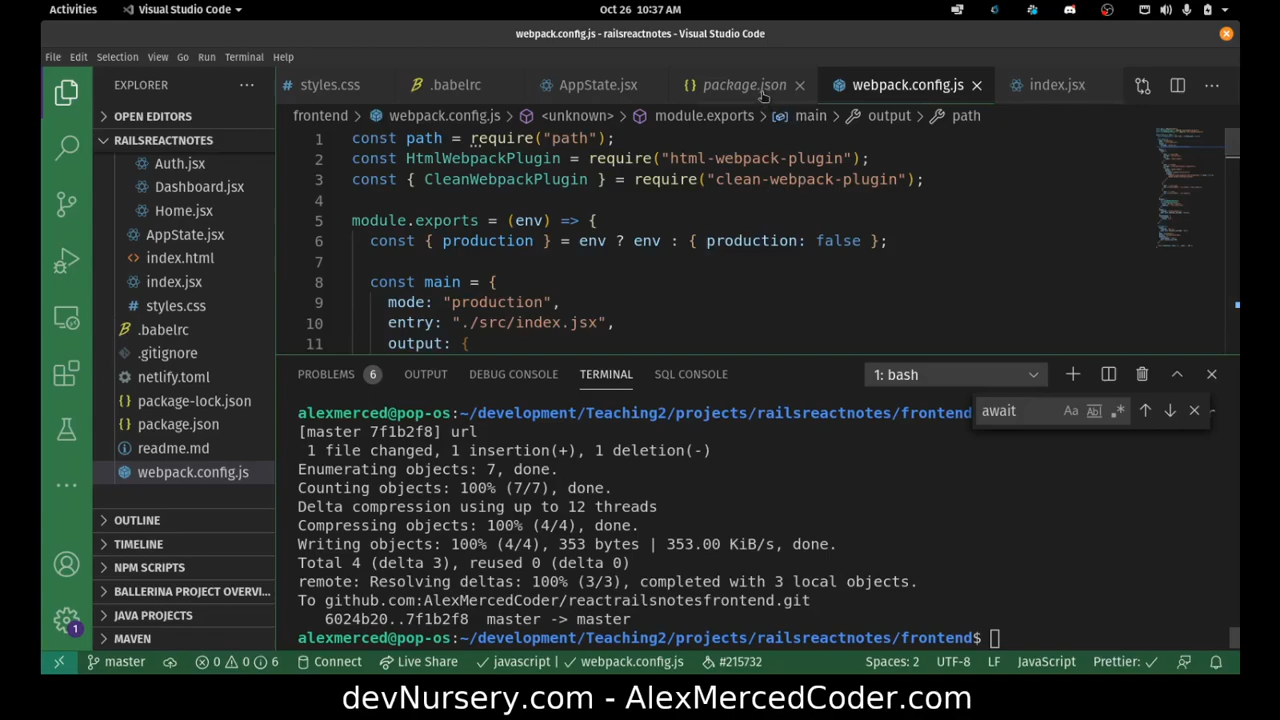 Activities
Visual Studio Code
Oct 26 10:37 AM
webpack.config.js - railsreactnotes - Visual Studio Code
File Edit Selection View Go Run Terminal Help
EXPLORER
styles.css
.babelrc
AppState.jsx
package.json
webpack.config.js
index.jsx
OPEN EDITORS
RAILSREACTNOTES
Auth.jsx
Dashboard.jsx
Home.jsx
AppState.jsx
index.html
index.jsx
styles.css
.babelrc
.gitignore
netlify.toml
package-lock.json
package.json
readme.md
webpack.config.js
OUTLINE
TIMELINE
NPM SCRIPTS
BALLERINA PROJECT OVERVI...
JAVA PROJECTS
MAVEN
1
frontend > webpack.config.js > <unknown> > module.exports > main > output > path
1 const path = require("path");
2 const HtmlWebpackPlugin = require("html-webpack-plugin");
3 const { CleanWebpackPlugin } = require("clean-webpack-plugin");
4
5 module.exports = (env) => {
6 const { production } = env ? env : { production: false };
7
8 const main = {
9 mode: "production",
10 entry: "./src/index.jsx",
11 output: {
PROBLEMS 6 OUTPUT DEBUG CONSOLE TERMINAL SQL CONSOLE
1: bash
await
Aa Abl .*
alexmerced@pop-os:~/development/Teaching2/projects/railsreactnotes/frontend
[master 7f1b2f8] url
1 file changed, 1 insertion(+), 1 deletion(-)
Enumerating objects: 7, done.
Counting objects: 100% (7/7), done.
Delta compression using up to 12 threads
Compressing objects: 100% (4/4), done.
Writing objects: 100% (4/4), 353 bytes | 353.00 KiB/s, done.
Total 4 (delta 3), reused 0 (delta 0)
remote: Resolving deltas: 100% (3/3), completed with 3 local objects.
To github.com:AlexMercedCoder/reactrailsnotesfrontend.git
6024b20..7f1b2f8 master -> master
alexmerced@pop-os:~/development/Teaching2/projects/railsreactnotes/frontend$
master 0 0 6 Connect Live Share javascript | webpack.config.js #215732 Spaces: 2 UTF-8 LF JavaScript Prettier:
devNursery.com - AlexMercedCoder.com